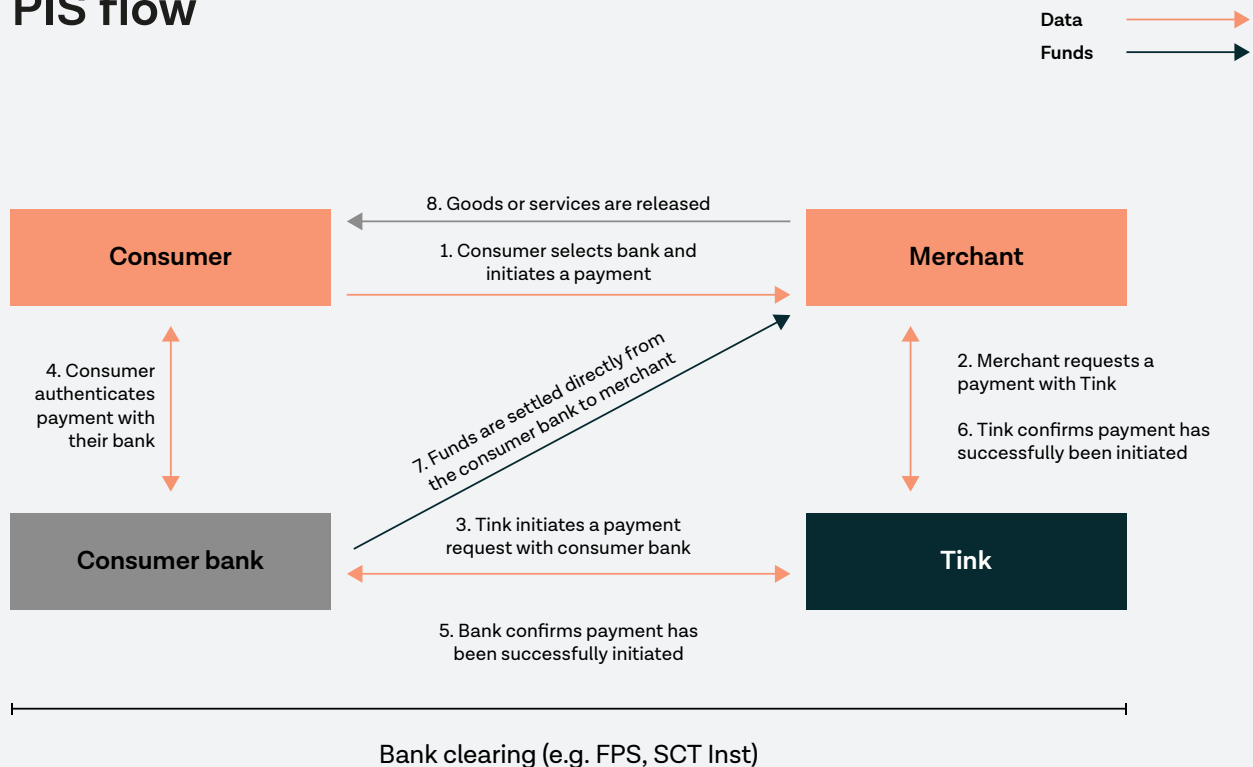 PIS flow
Data
Funds
8. Goods or services are released
1. Consumer selects bank and
initiates a payment
Consumer
Merchant
4. Consumer
authenticates
payment with
their bank
7. Funds are settled directly from
the consumer bank to merchant
2. Merchant requests a
payment with Tink
6. Tink confirms payment has
successfully been initiated
3. Tink initiates a payment
request with consumer bank
Consumer bank
Tink
5. Bank confirms payment has
been successfully initiated
Bank clearing (e.g. FPS, SCT Inst)